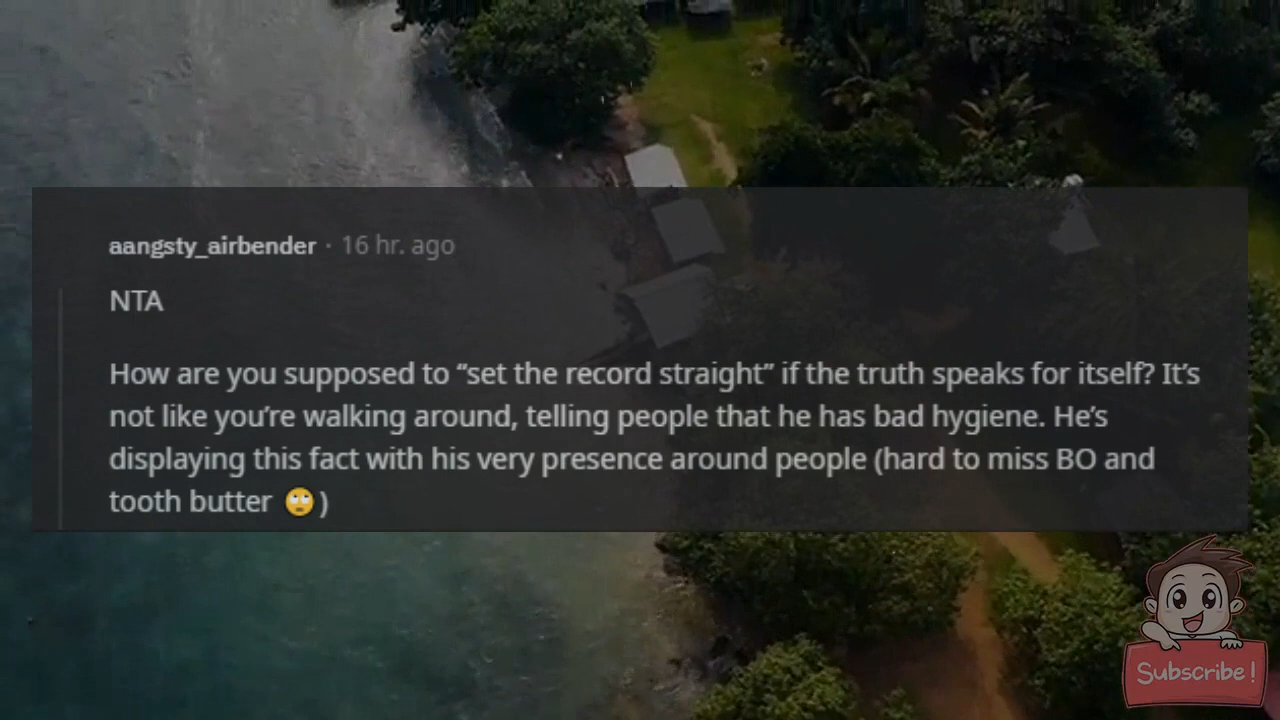 aangsty_airbender · 16 hr. ago
NTA
How are you supposed to “set the record straight” if the truth speaks for itself? It’s
not like you’re walking around, telling people that he has bad hygiene. He’s
displaying this fact with his very presence around people (hard to miss BO and
tooth butter 🙄)
Subscribe!